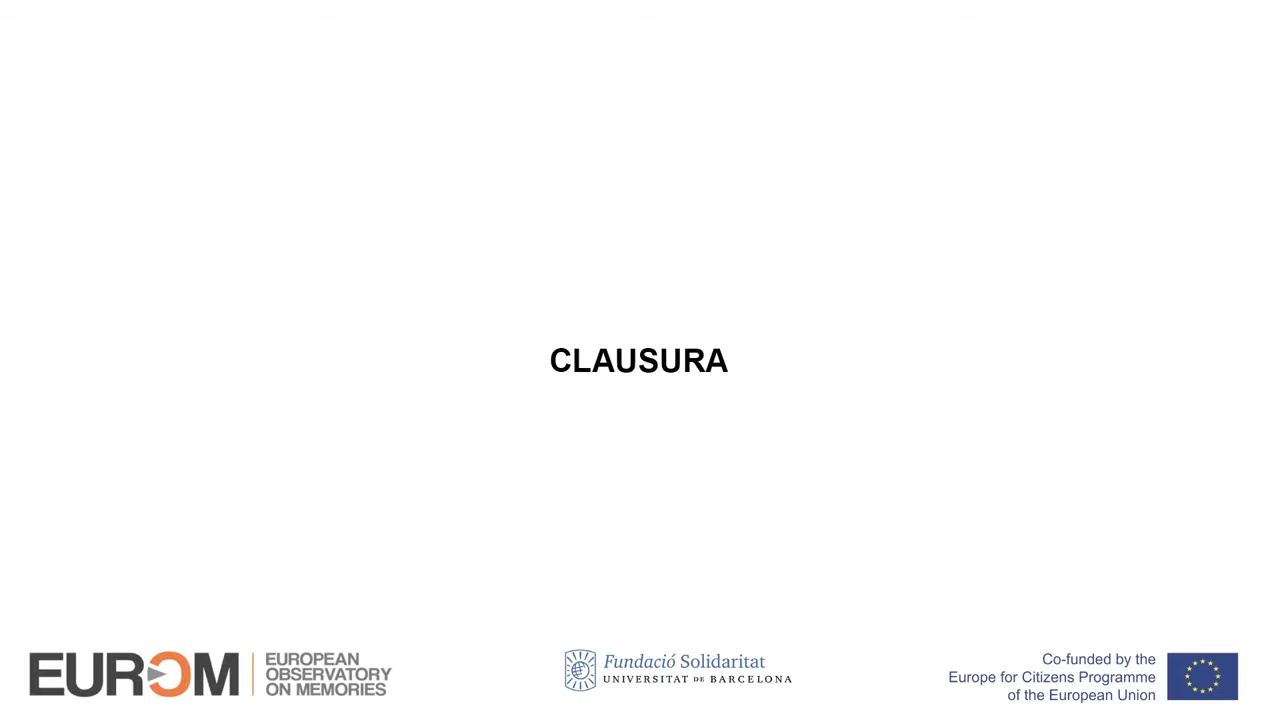 CLAUSURA
EUROM
EUROPEAN
OBSERVATORY
ON MEMORIES
Fundació Solidaritat
UNIVERSITAT DE BARCELONA
Co-funded by the
Europe for Citizens Programme
of the European Union